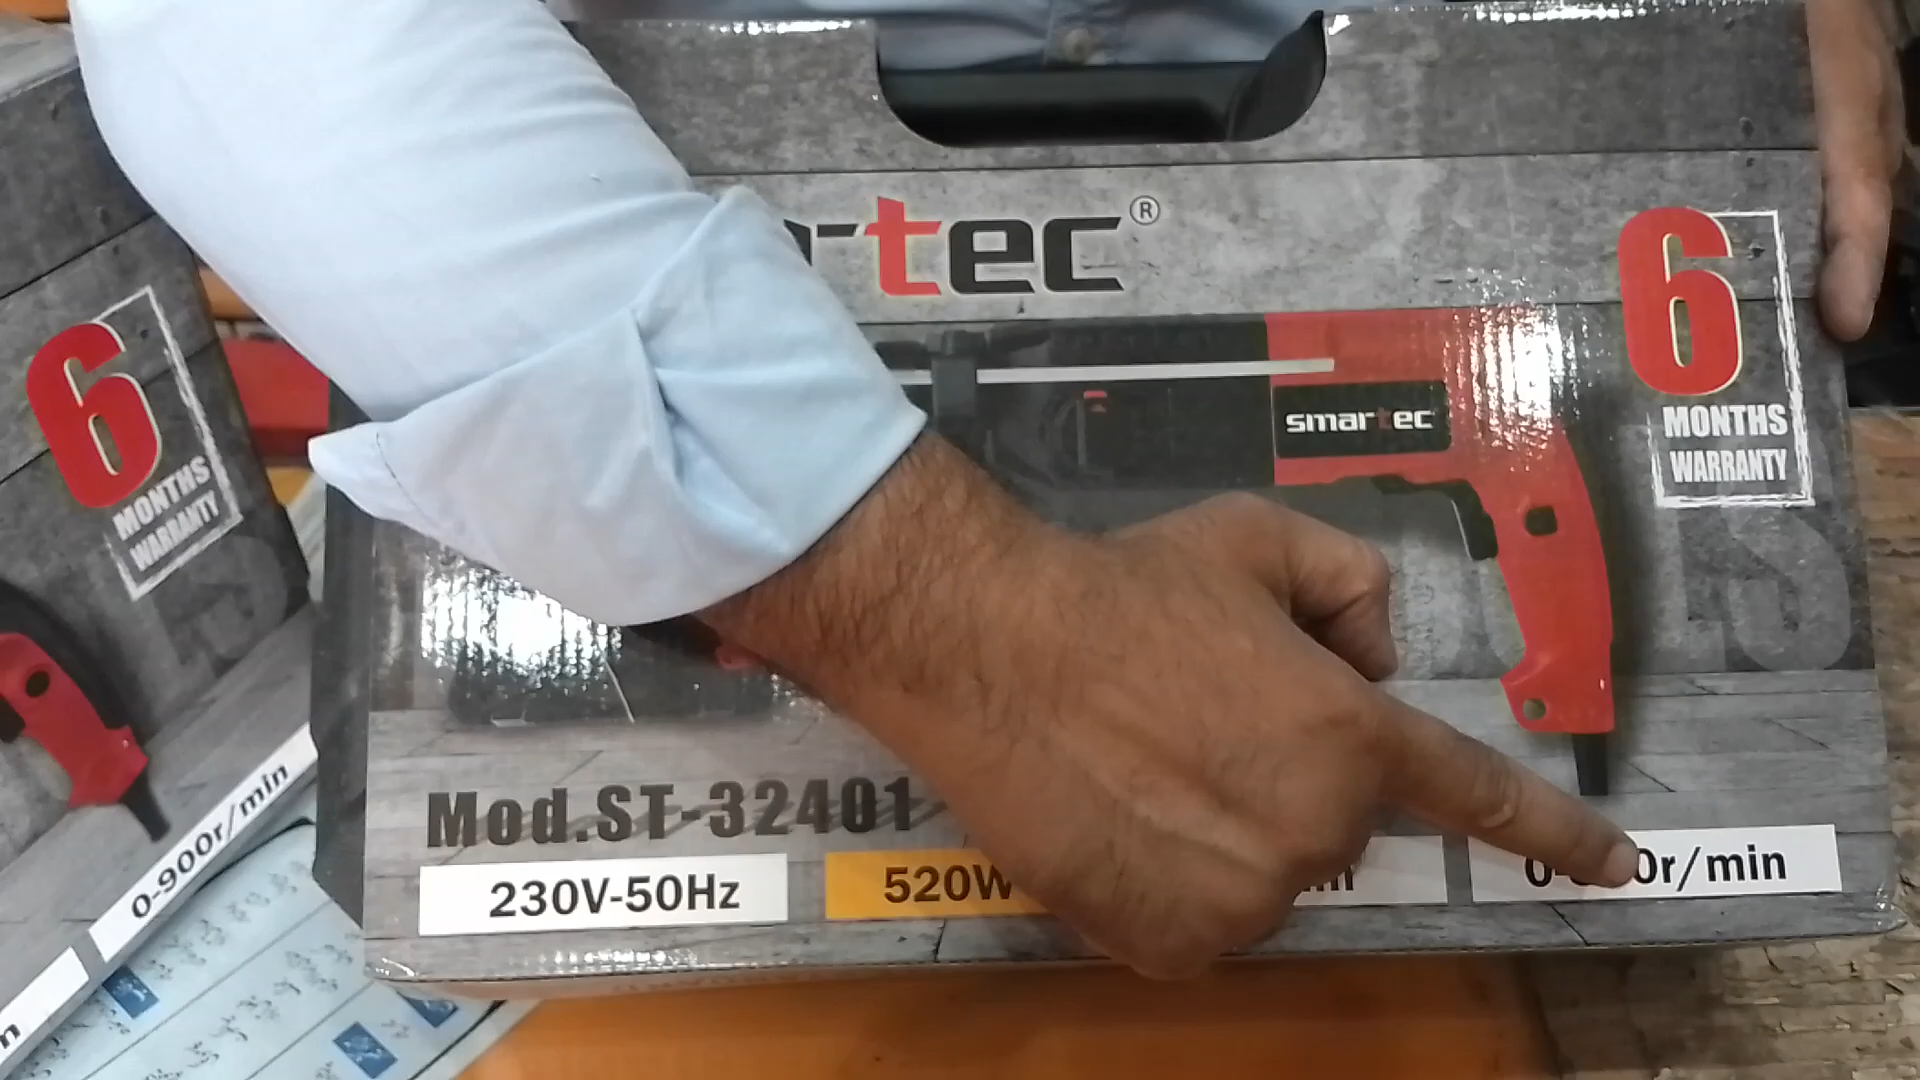 rtec®
6
MONTHS
WARRANTY
smartec
Mod.ST-32401
230V-50Hz
520W
r/min
6
MONTHS
WARRANTY
0-900r/min